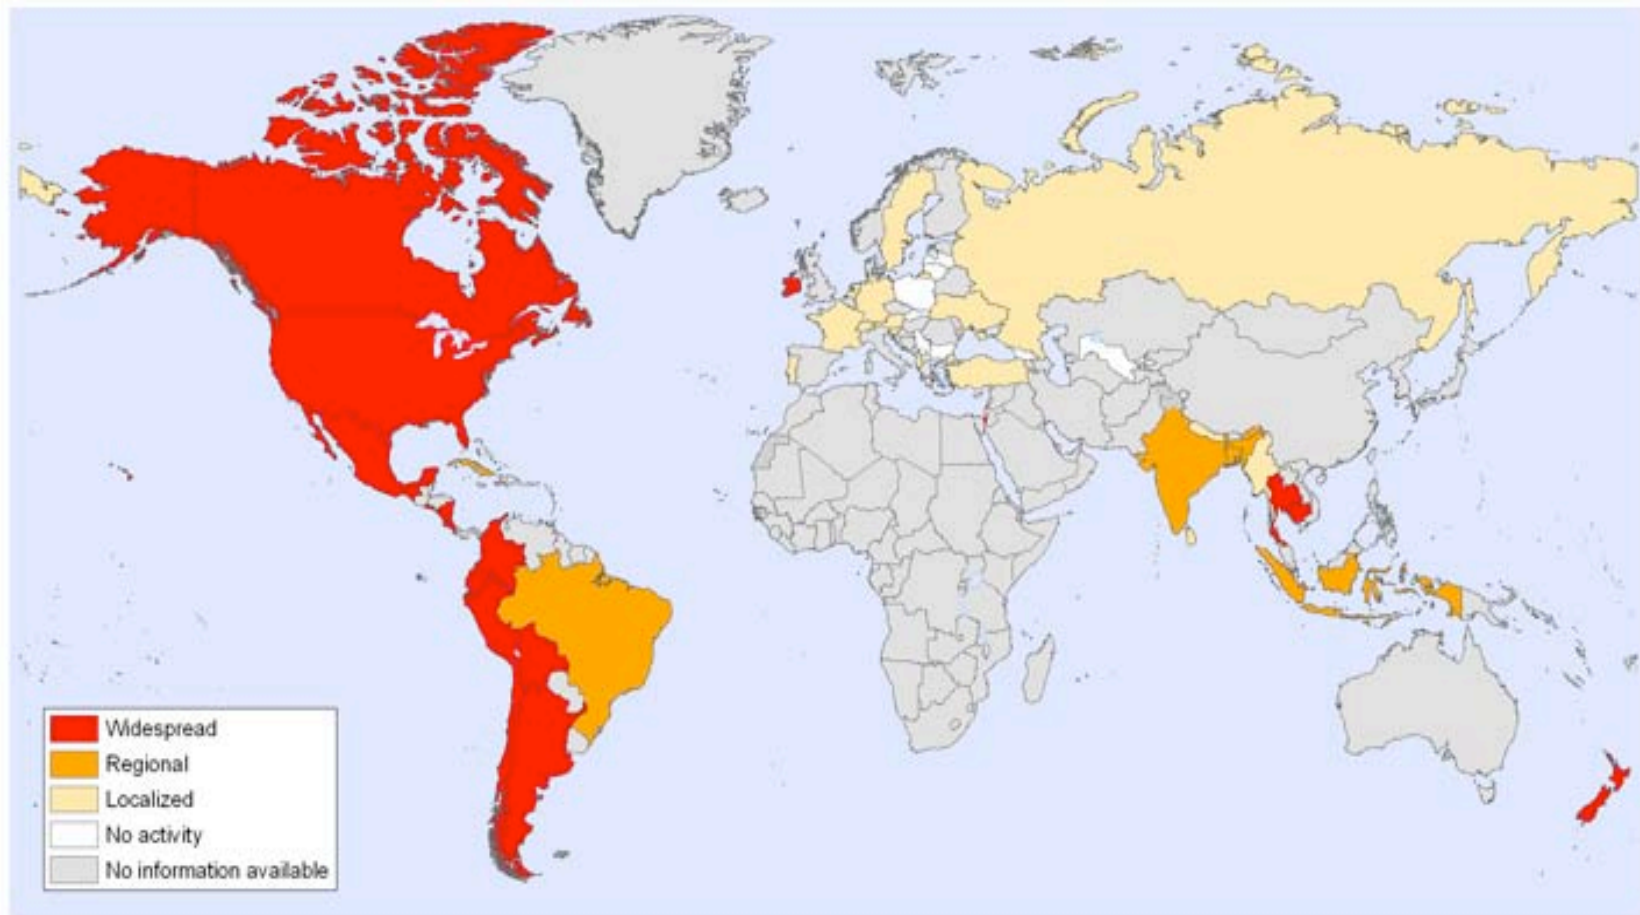 Widespread
Regional
Localized
No activity
No information available